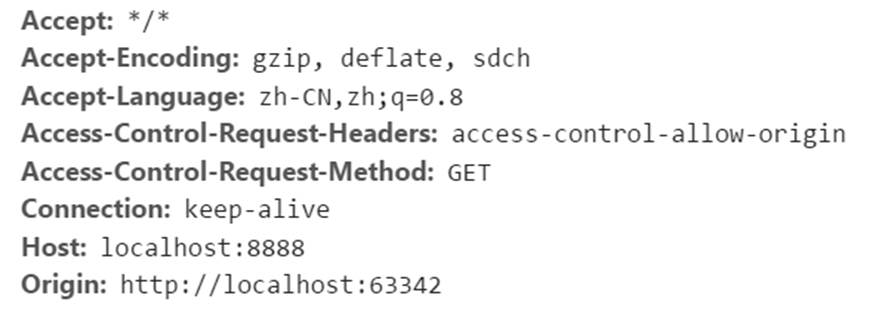 Accept: */*
Accept-Encoding: gzip, deflate, sdch
Accept-Language: zh-CN,zh;q=0.8
Access-Control-Request-Headers: access-control-allow-origin
Access-Control-Request-Method: GET
Connection: keep-alive
Host: localhost:8888
Origin: http://localhost:63342